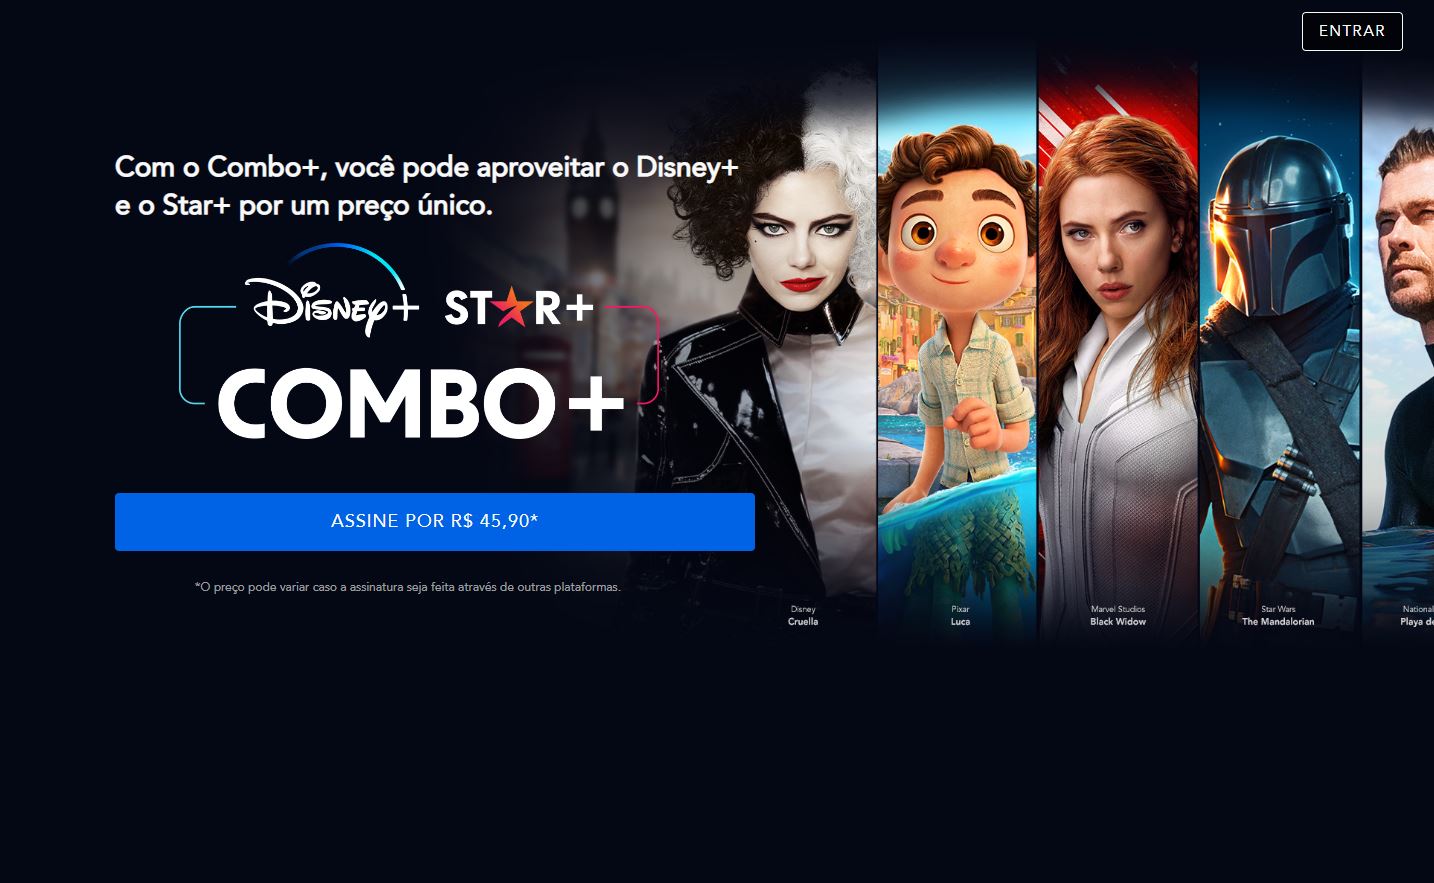 ENTRAR
Com o Combo+, você pode aproveitar o Disney+
e o Star+ por um preço único.
Disney+ STAR+
COMBO+
ASSINE POR R$ 45,90*
*O preço pode variar caso a assinatura seja feita através de outras plataformas.
Disney
Cruella
Pixar
Luca
Marvel Studios
Black Widow
Star Wars
The Mandalorian
National
Playa de